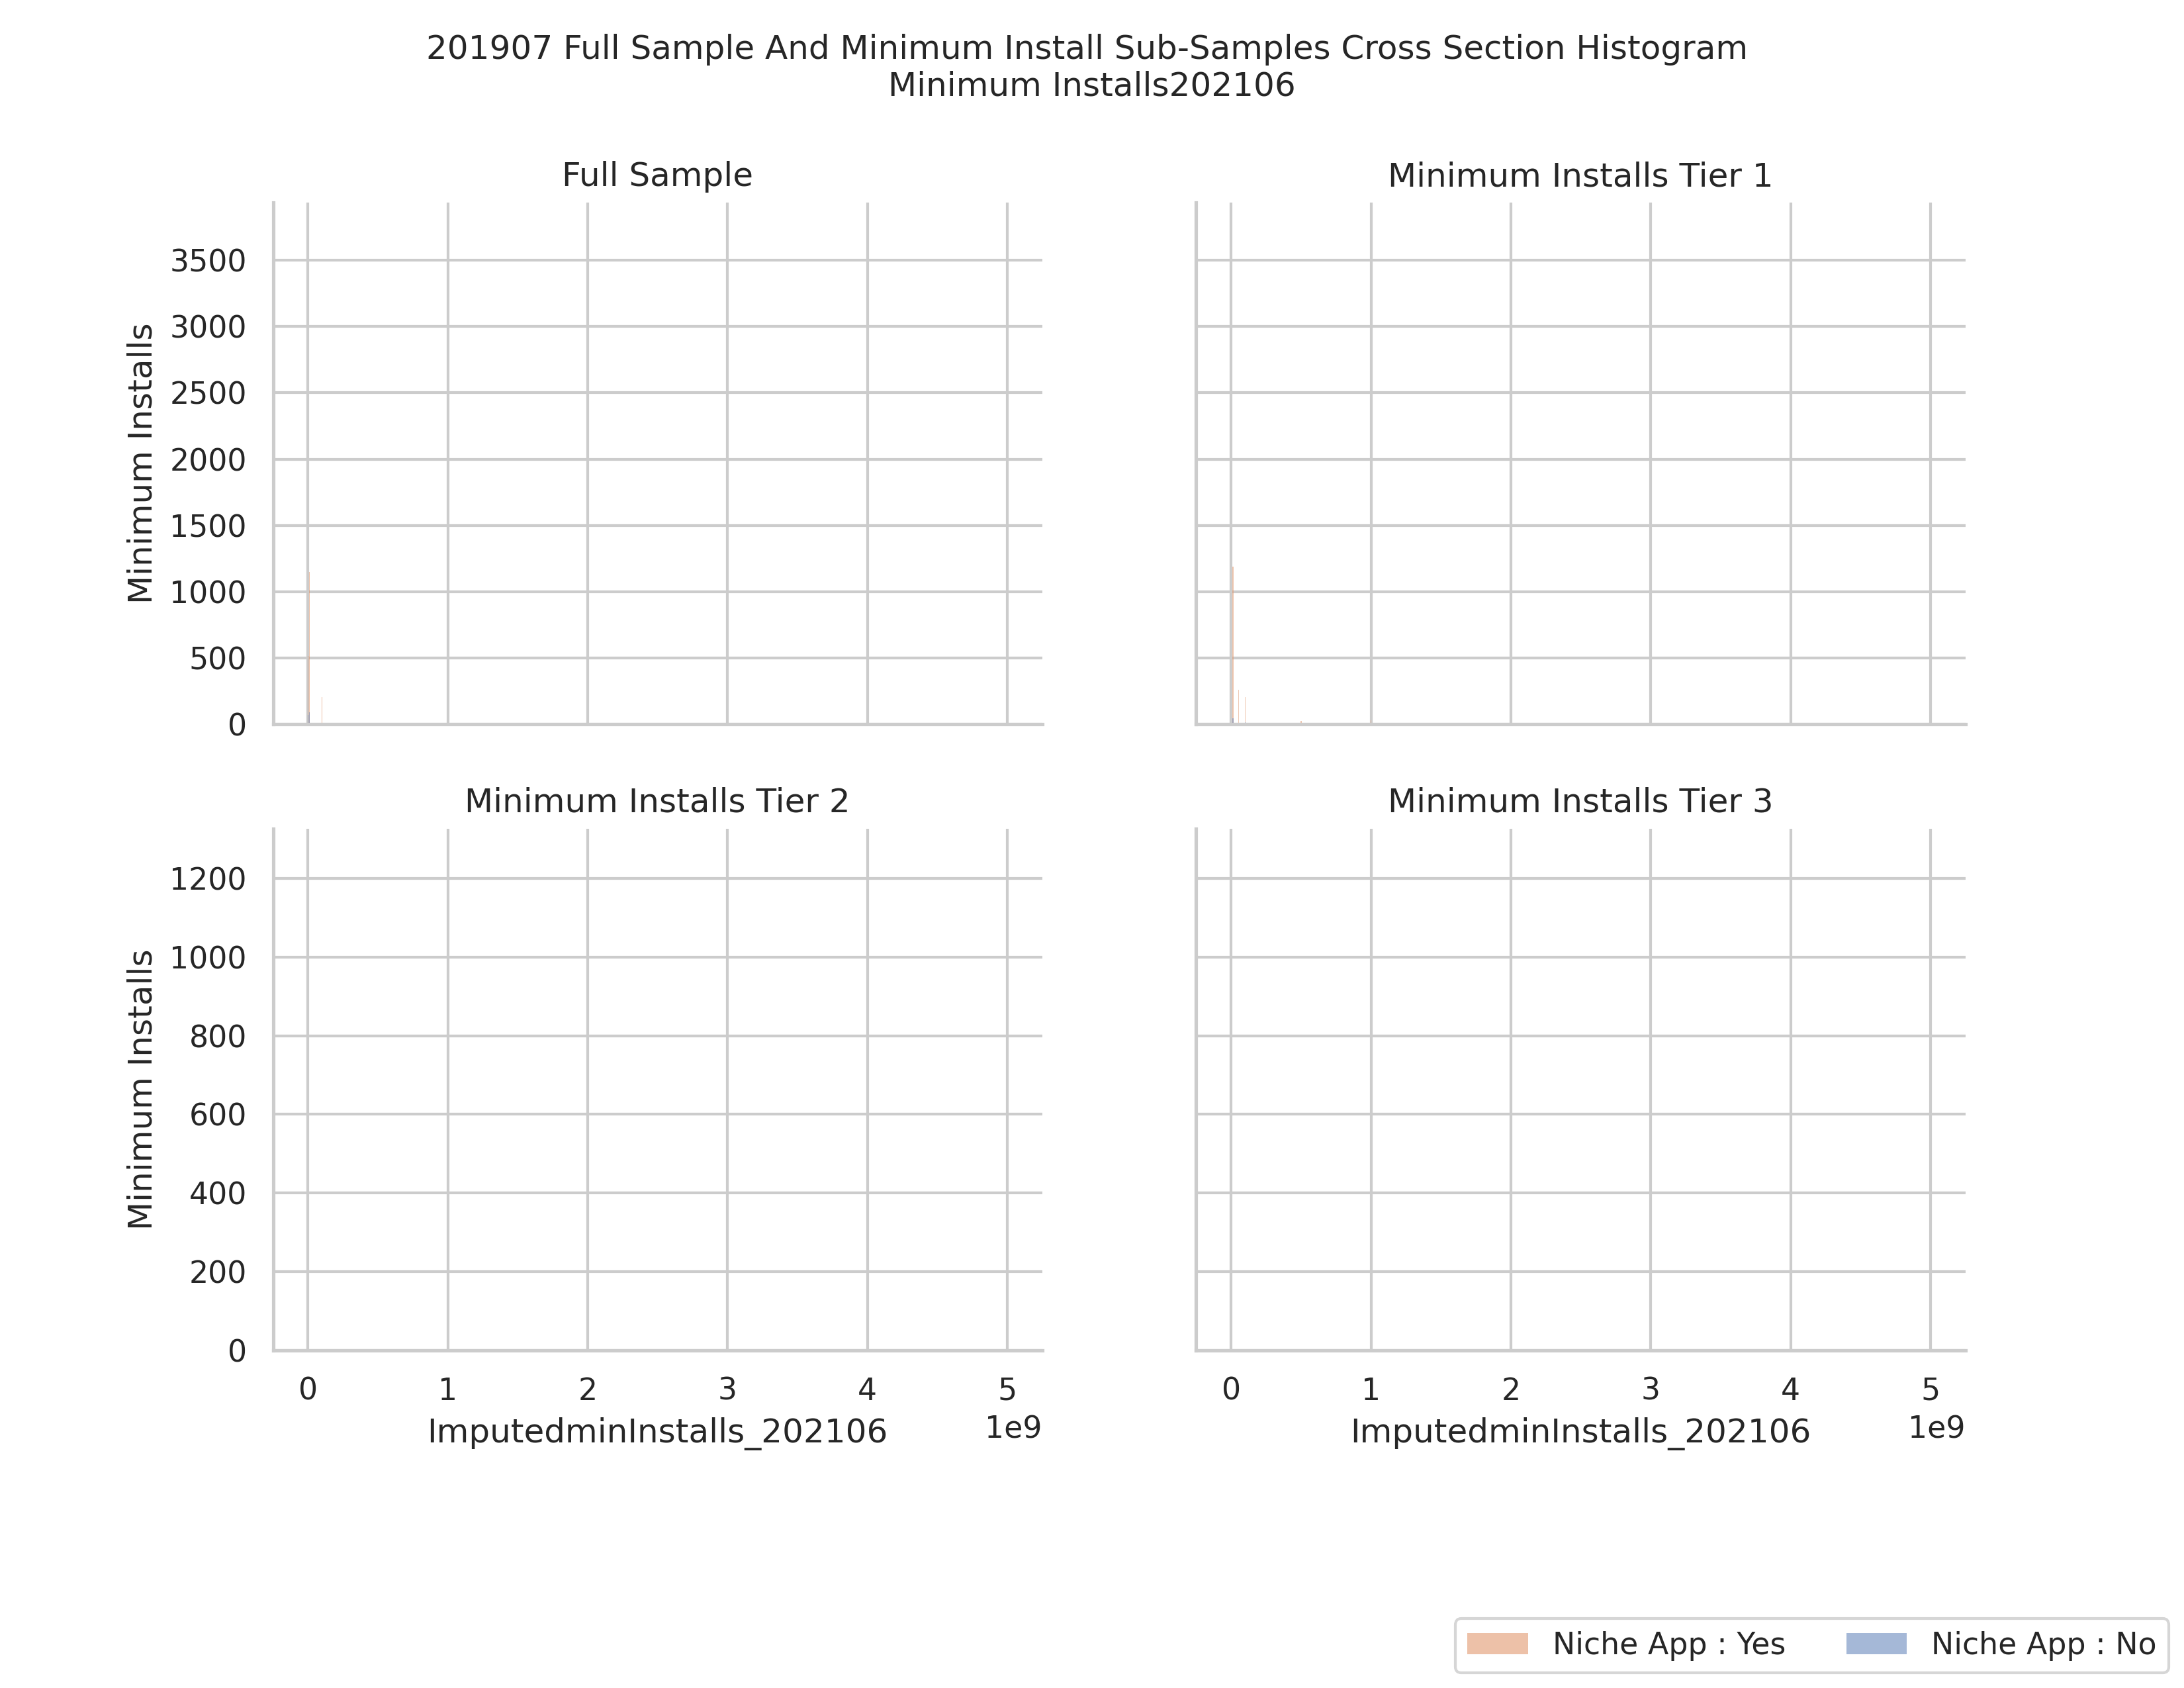 201907 Full Sample And Minimum Install Sub-Samples Cross Section Histogram
Minimum Installs202106
Full Sample
Minimum Installs
3500
3000
2500
2000
1500
1000
500
0
Minimum Installs Tier 1
Minimum Installs Tier 2
Minimum Installs
1200
1000
800
600
400
200
0
0 1 2 3 4 5
1e9
ImputedminInstalls_202106
Minimum Installs Tier 3
0 1 2 3 4 5
1e9
ImputedminInstalls_202106
Niche App : Yes Niche App : No